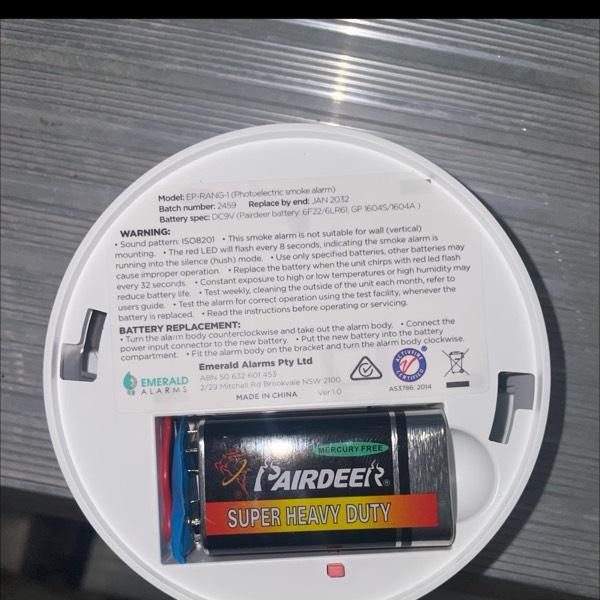 Model: EP-RANG-1 (Photoelectric smoke alarm)
Batch number: 2459 Replace by end: JAN 2032
Battery spec: DC9V (Pairdeer battery: 6F22/6LR61, GP 1604S/1604A )
WARNING:
• Sound pattern: ISO8201 • This smoke alarm is not suitable for wall (vertical)
mounting. • The red LED will flash every 8 seconds, indicating the smoke alarm is
running into the silence (hush) mode. • Use only specified batteries, other batteries may
cause improper operation. • Replace the battery when the unit chirps with red led flash
every 32 seconds. • Constant exposure to high or low temperatures or high humidity may
reduce battery life. • Test weekly, cleaning the outside of the unit each month, refer to
users guide. • Test the alarm for correct operation using the test facility, whenever the
battery is replaced. • Read the instructions before operating or servicing.
BATTERY REPLACEMENT:
• Turn the alarm body counterclockwise and take out the alarm body. • Connect the
power input connector to the new battery. • Put the new battery into the battery
compartment. • Fit the alarm body on the bracket and turn the alarm body clockwise.
Emerald Alarms Pty Ltd
ABN 50 632 601 453
2/29 Mitchell Rd Brookvale NSW 2100
MADE IN CHINA Ver:1.0
EMERALD
ALARMS
ACTIVFIRE
CERTIFIED
AS3786: 2014
MERCURY FREE
PAIRDEER®
SUPER HEAVY DUTY